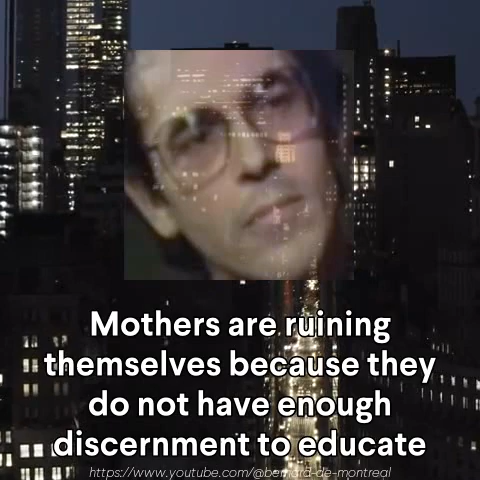 Mothers are ruining
themselves because they
do not have enough
discernment to educate
https://www.youtube.com/@bernard-de-montreal